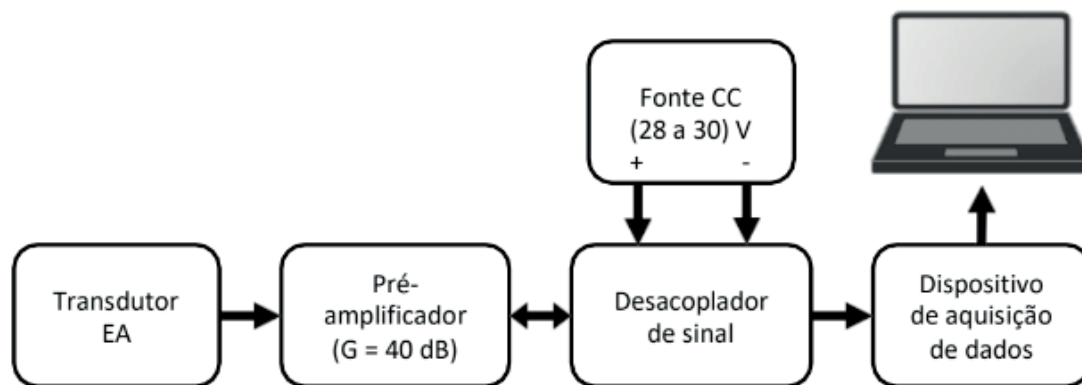 Fonte CC
(28 a 30) V
+ -
Transdutor
EA
Pré-
amplificador
(G = 40 dB)
Desacoplador
de sinal
Dispositivo
de aquisição
de dados